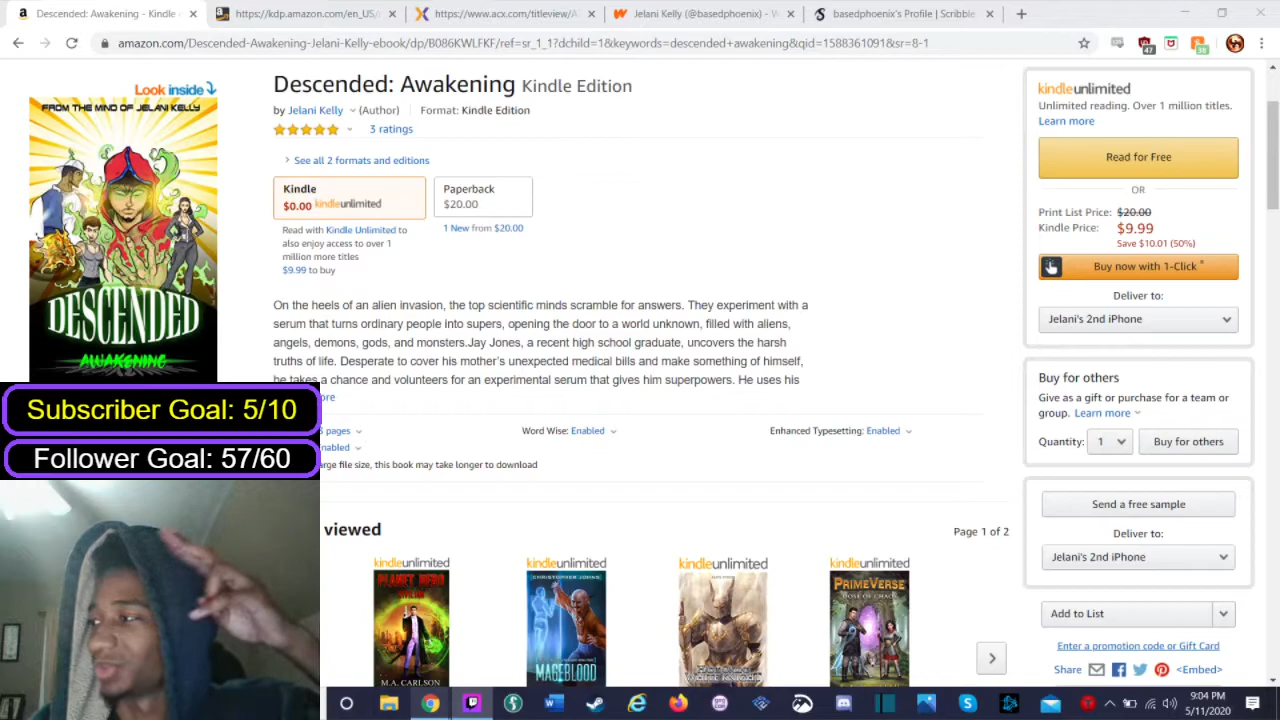 Descended: Awakening - Kindle
https://kdp.amazon.com/en_US/
https://www.acx.com/titleview/A
Jelani Kelly (@basedphoenix) - W
basedphoenix's Profile | Scribble
amazon.com/Descended-Awakening-Jelani-Kelly-ebook/dp/B086KWLFKF/ref=sr_1_1?dchild=1&keywords=descended+awakening&qid=1588361091&sr=8-1
47
38
Look inside
FROM THE MIND OF JELANI KELLY
DESCENDED
AWAKENING
Descended: Awakening Kindle Edition
by Jelani Kelly (Author) Format: Kindle Edition
3 ratings
See all 2 formats and editions
Kindle
$0.00 kindleunlimited
Paperback
$20.00
Read with Kindle Unlimited to
also enjoy access to over 1
million more titles
$9.99 to buy
1 New from $20.00
On the heels of an alien invasion, the top scientific minds scramble for answers. They experiment with a
serum that turns ordinary people into supers, opening the door to a world unknown, filled with aliens,
angels, demons, gods, and monsters.Jay Jones, a recent high school graduate, uncovers the harsh
truths of life. Desperate to cover his mother's unexpected medical bills and make something of himself,
he takes a chance and volunteers for an experimental serum that gives him superpowers. He uses his
ore
pages
Word Wise: Enabled
Enhanced Typesetting: Enabled
nabled
arge file size, this book may take longer to download
viewed
Page 1 of 2
kindleunlimited
PLANET HERO
M.A. CARLSON
kindleunlimited
CHRISTOPHER JOHNS
MAGEBLOOD
kindleunlimited
kindleunlimited
PRIMEVERSE
DOSE OF CHAOS
kindleunlimited
Unlimited reading. Over 1 million titles.
Learn more
Read for Free
OR
Print List Price: $20.00
Kindle Price: $9.99
Save $10.01 (50%)
Buy now with 1-Click ®
Deliver to:
Jelani's 2nd iPhone
Buy for others
Give as a gift or purchase for a team or
group. Learn more
Quantity: 1
Buy for others
Send a free sample
Deliver to:
Jelani's 2nd iPhone
Add to List
Enter a promotion code or Gift Card
Share <Embed>
Subscriber Goal: 5/10
Follower Goal: 57/60
9:04 PM
5/11/2020